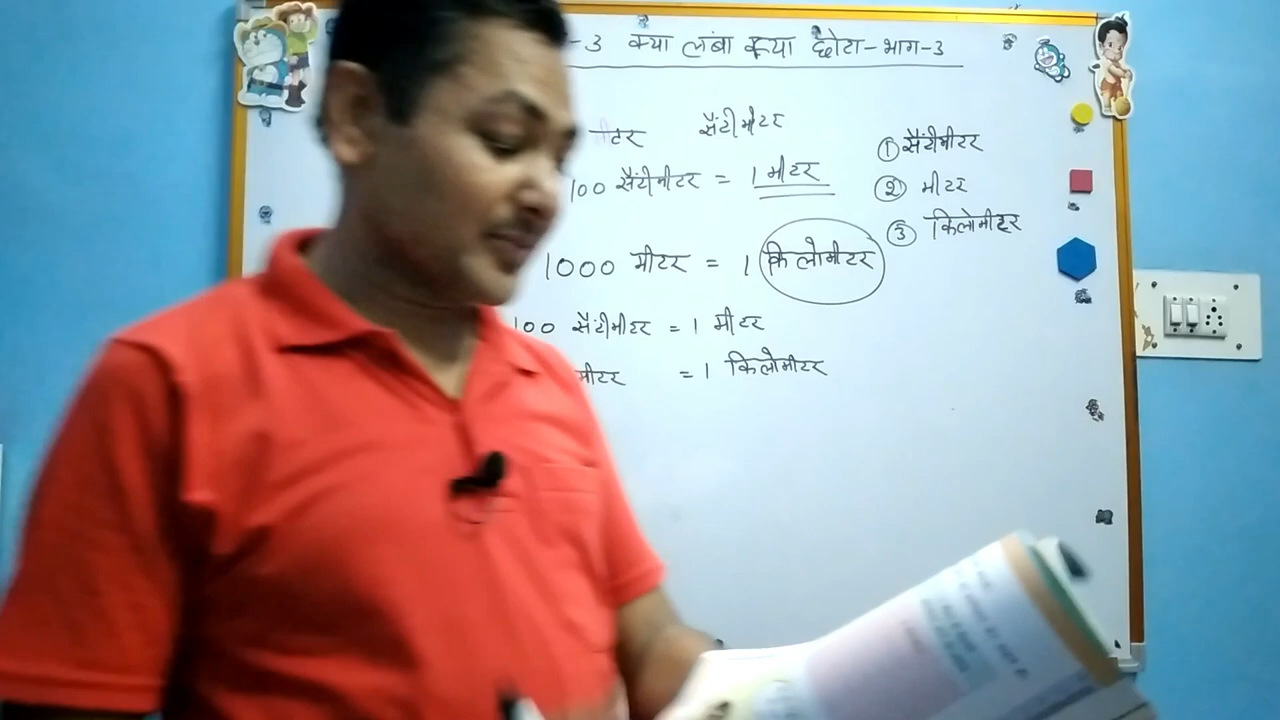 -3 क्या लंबा क्या छोटा-भाग-3
मीटर सैंटीमीटर
100 सैंटीमीटर = 1 मीटर
1000 मीटर = 1 किलोमीटर
100 सैंटीमीटर = 1 मीटर
मीटर = 1 किलोमीटर
① सैंटीमीटर
② मीटर
③ किलोमीटर